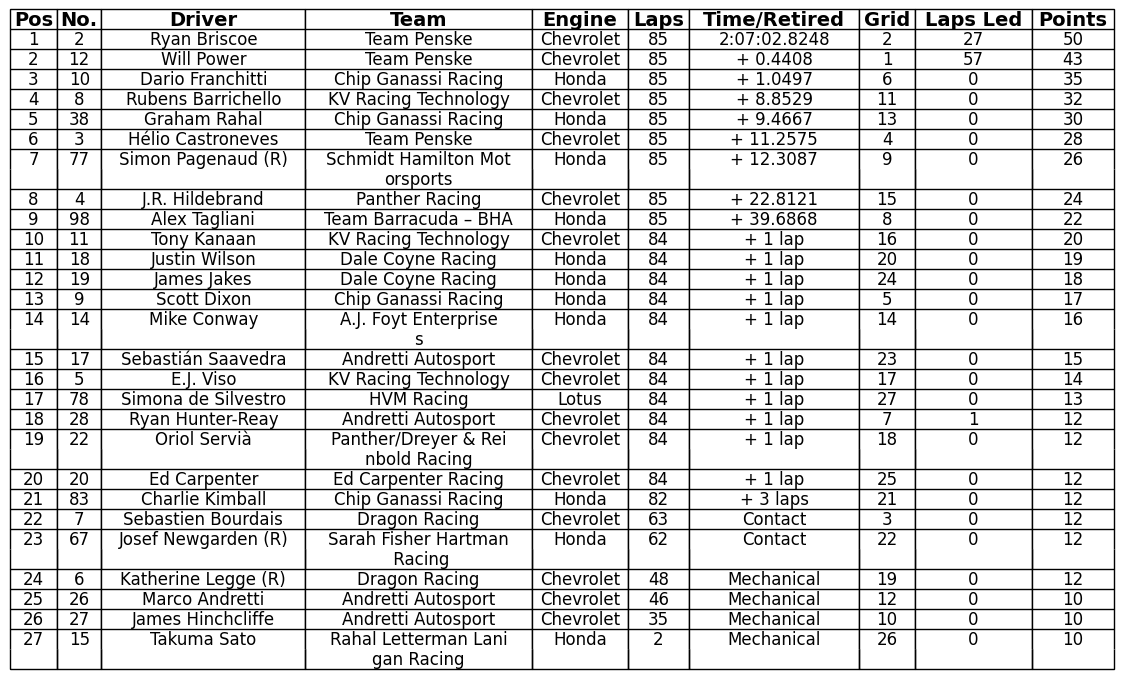 Pos No. Driver Team Engine Laps Time/Retired Grid Laps Led Points
1 2 Ryan Briscoe Team Penske Chevrolet 85 2:07:02.8248 2 27 50
2 12 Will Power Team Penske Chevrolet 85 + 0.4408 1 57 43
3 10 Dario Franchitti Chip Ganassi Racing Honda 85 + 1.0497 6 0 35
4 8 Rubens Barrichello KV Racing Technology Chevrolet 85 + 8.8529 11 0 32
5 38 Graham Rahal Chip Ganassi Racing Honda 85 + 9.4667 13 0 30
6 3 Hélio Castroneves Team Penske Chevrolet 85 + 11.2575 4 0 28
7 77 Simon Pagenaud (R) Schmidt Hamilton Mot Honda 85 + 12.3087 9 0 26
orsports
8 4 J.R. Hildebrand Panther Racing Chevrolet 85 + 22.8121 15 0 24
9 98 Alex Tagliani Team Barracuda – BHA Honda 85 + 39.6868 8 0 22
10 11 Tony Kanaan KV Racing Technology Chevrolet 84 + 1 lap 16 0 20
11 18 Justin Wilson Dale Coyne Racing Honda 84 + 1 lap 20 0 19
12 19 James Jakes Dale Coyne Racing Honda 84 + 1 lap 24 0 18
13 9 Scott Dixon Chip Ganassi Racing Honda 84 + 1 lap 5 0 17
14 14 Mike Conway A.J. Foyt Enterprise Honda 84 + 1 lap 14 0 16
s
15 17 Sebastián Saavedra Andretti Autosport Chevrolet 84 + 1 lap 23 0 15
16 5 E.J. Viso KV Racing Technology Chevrolet 84 + 1 lap 17 0 14
17 78 Simona de Silvestro HVM Racing Lotus 84 + 1 lap 27 0 13
18 28 Ryan Hunter-Reay Andretti Autosport Chevrolet 84 + 1 lap 7 1 12
19 22 Oriol Servià Panther/Dreyer & Rei Chevrolet 84 + 1 lap 18 0 12
nbold Racing
20 20 Ed Carpenter Ed Carpenter Racing Chevrolet 84 + 1 lap 25 0 12
21 83 Charlie Kimball Chip Ganassi Racing Honda 82 + 3 laps 21 0 12
22 7 Sebastien Bourdais Dragon Racing Chevrolet 63 Contact 3 0 12
23 67 Josef Newgarden (R) Sarah Fisher Hartman Honda 62 Contact 22 0 12
Racing
24 6 Katherine Legge (R) Dragon Racing Chevrolet 48 Mechanical 19 0 12
25 26 Marco Andretti Andretti Autosport Chevrolet 46 Mechanical 12 0 10
26 27 James Hinchcliffe Andretti Autosport Chevrolet 35 Mechanical 10 0 10
27 15 Takuma Sato Rahal Letterman Lani Honda 2 Mechanical 26 0 10
gan Racing